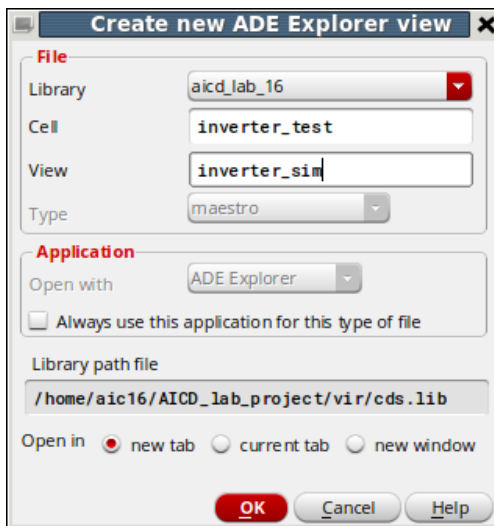 Create new ADE Explorer view
File
Library aicd_lab_16
Cell inverter_test
View inverter_sim
Type maestro
Application
Open with ADE Explorer
Always use this application for this type of file
Library path file
/home/aic16/AICD_lab_project/vir/cds.lib
Open in new tab current tab new window
OK Cancel Help